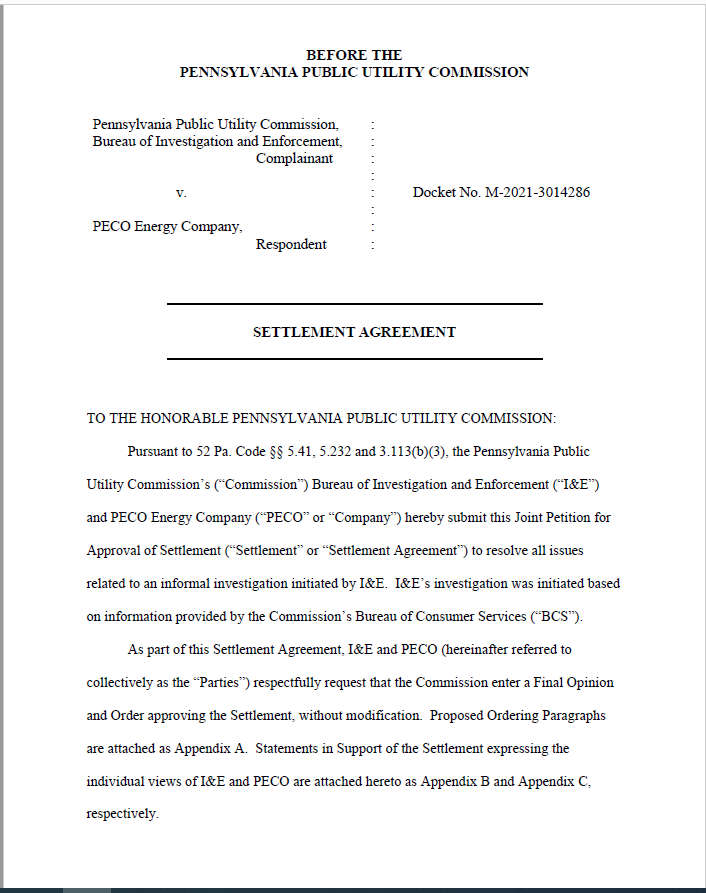 BEFORE THE
PENNSYLVANIA PUBLIC UTILITY COMMISSION
Pennsylvania Public Utility Commission, :
Bureau of Investigation and Enforcement, :
Complainant :
:
v. : Docket No. M-2021-3014286
:
PECO Energy Company, :
Respondent :
SETTLEMENT AGREEMENT
TO THE HONORABLE PENNSYLVANIA PUBLIC UTILITY COMMISSION:
Pursuant to 52 Pa. Code §§ 5.41, 5.232 and 3.113(b)(3), the Pennsylvania Public
Utility Commission’s (“Commission”) Bureau of Investigation and Enforcement (“I&E”)
and PECO Energy Company (“PECO” or “Company”) hereby submit this Joint Petition for
Approval of Settlement (“Settlement” or “Settlement Agreement”) to resolve all issues
related to an informal investigation initiated by I&E. I&E’s investigation was initiated based
on information provided by the Commission’s Bureau of Consumer Services (“BCS”).
As part of this Settlement Agreement, I&E and PECO (hereinafter referred to
collectively as the “Parties”) respectfully request that the Commission enter a Final Opinion
and Order approving the Settlement, without modification. Proposed Ordering Paragraphs
are attached as Appendix A. Statements in Support of the Settlement expressing the
individual views of I&E and PECO are attached hereto as Appendix B and Appendix C,
respectively.